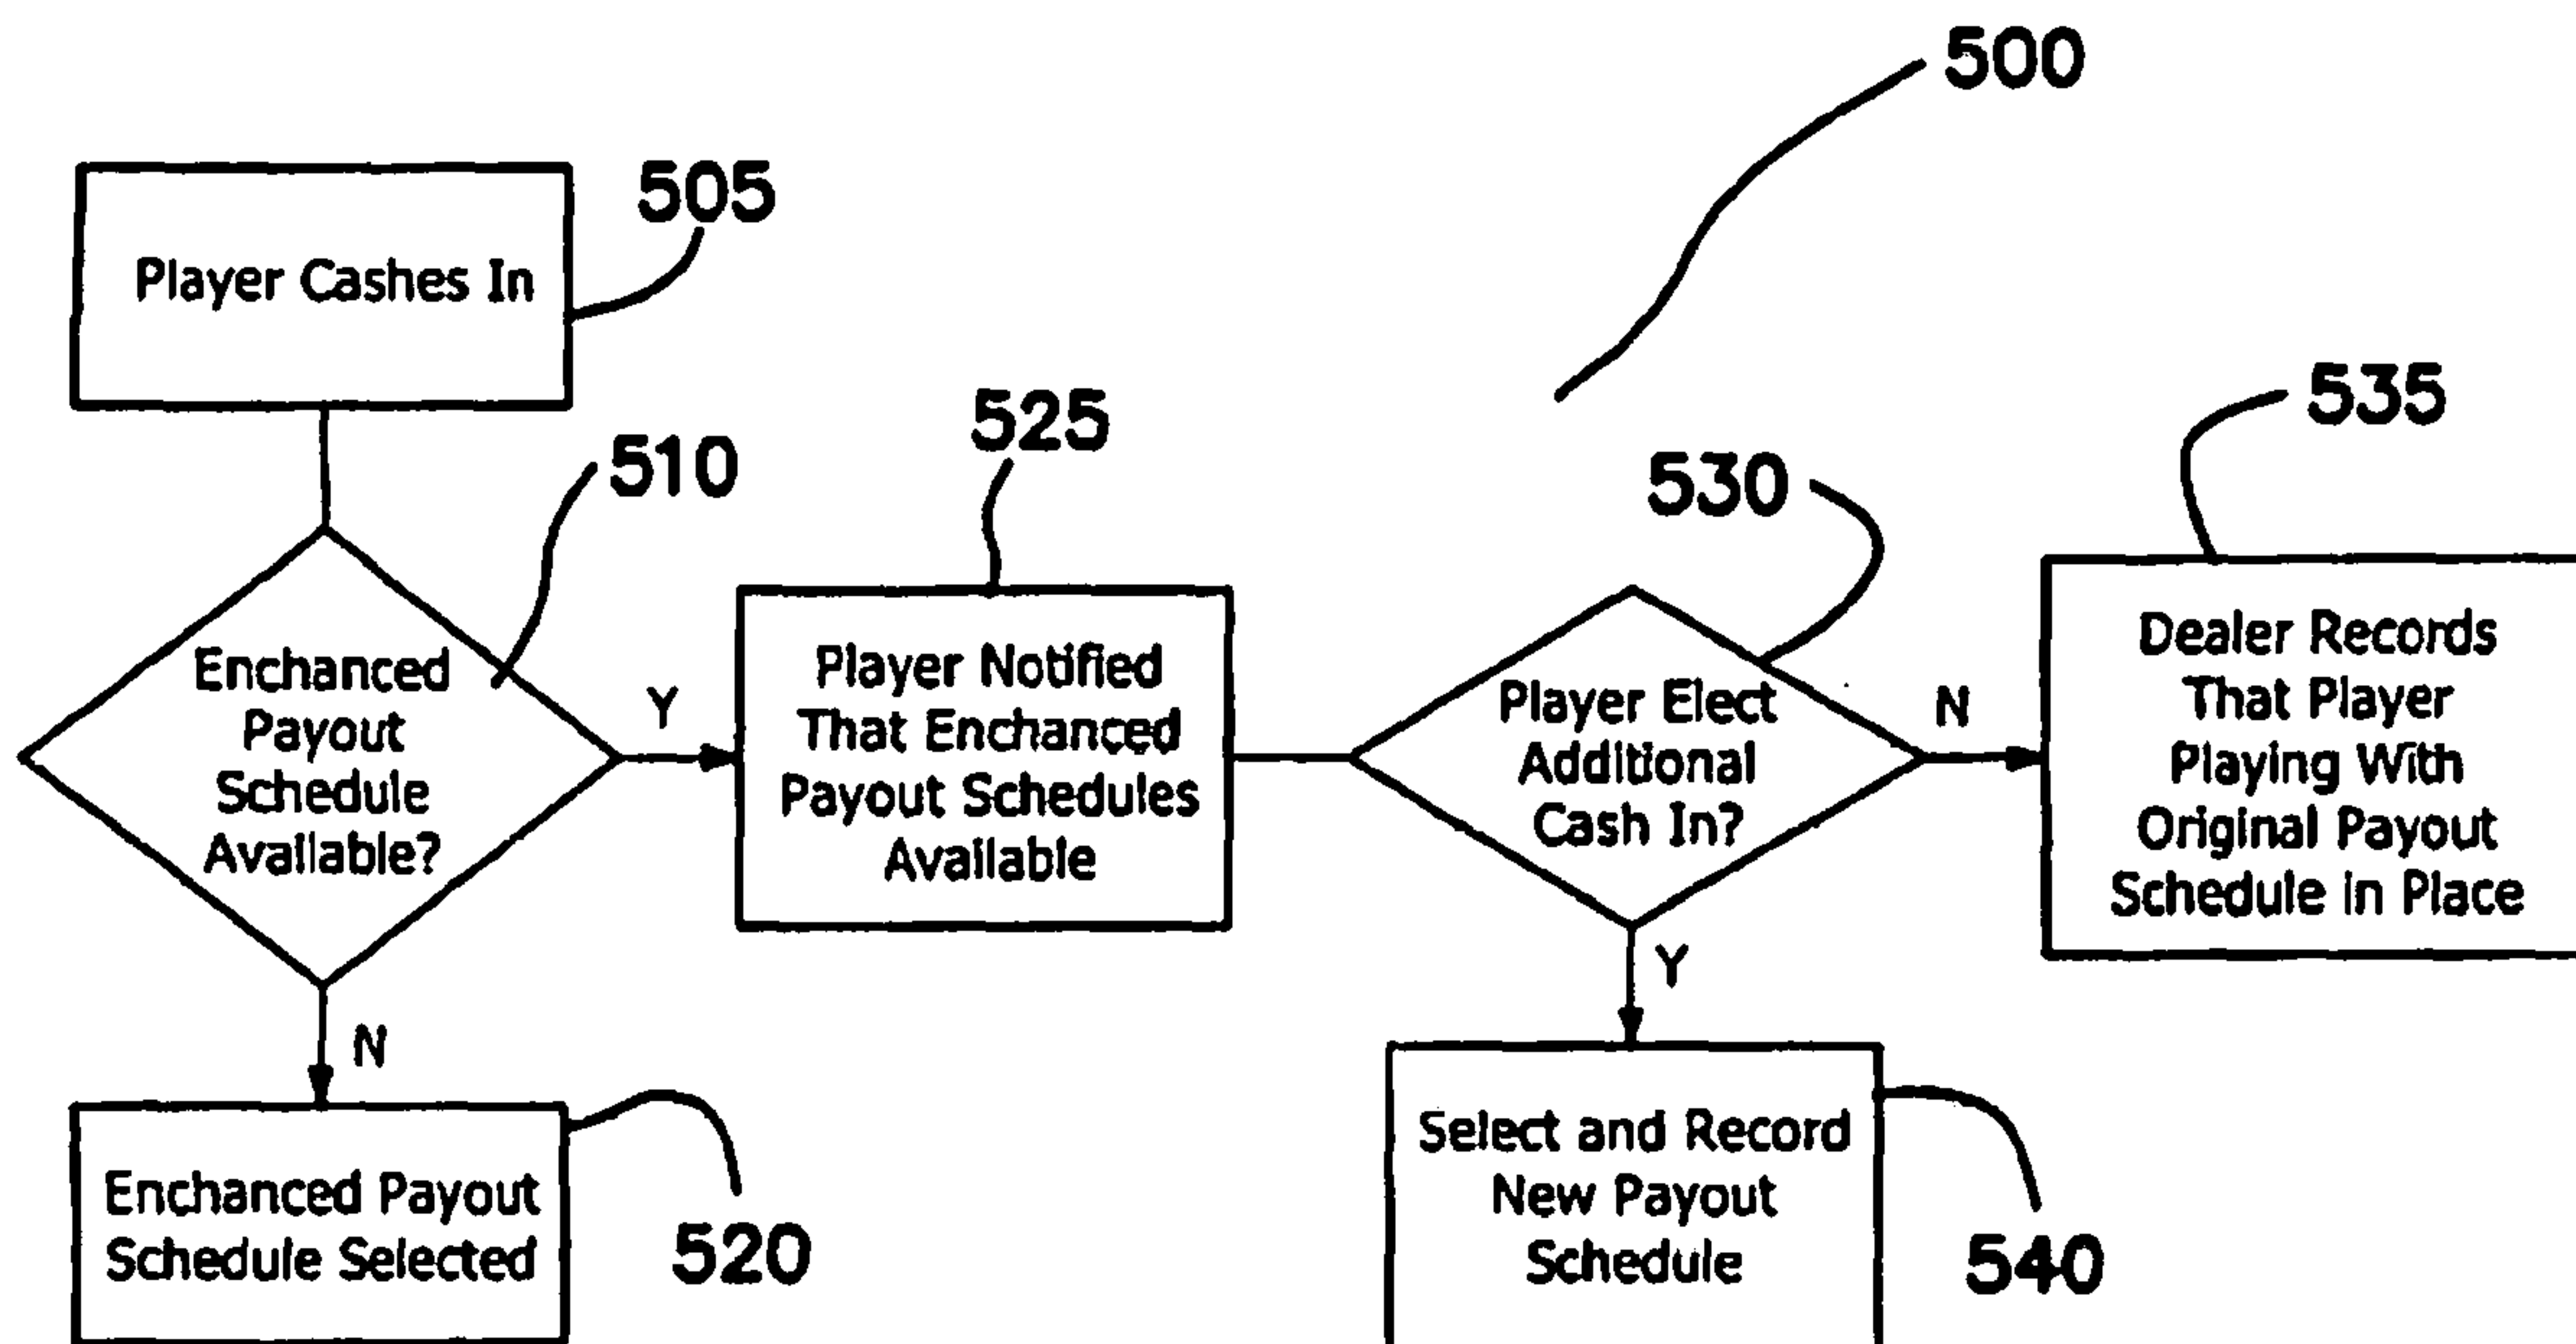 500
505
Player Cashes In
510
Enchanced
Payout
Schedule
Available?
Y
N
525
Player Notified
That Enchanced
Payout Schedules
Available
530
Player Elect
Additional
Cash In?
N
Y
535
Dealer Records
That Player
Playing With
Original Payout
Schedule in Place
Enchanced Payout
Schedule Selected
520
Select and Record
New Payout
Schedule
540